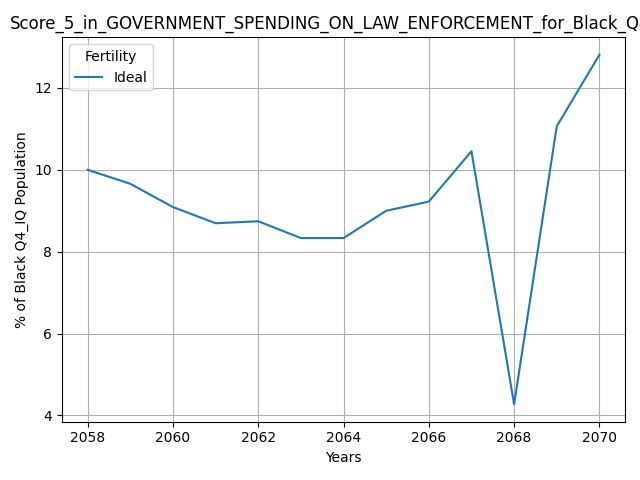 Score_5_in_GOVERNMENT_SPENDING_ON_LAW_ENFORCEMENT_for_Black_Q
Fertility
Ideal
% of Black Q4_IQ Population
12
10
8
6
4
2058 2060 2062 2064 2066 2068 2070
Years